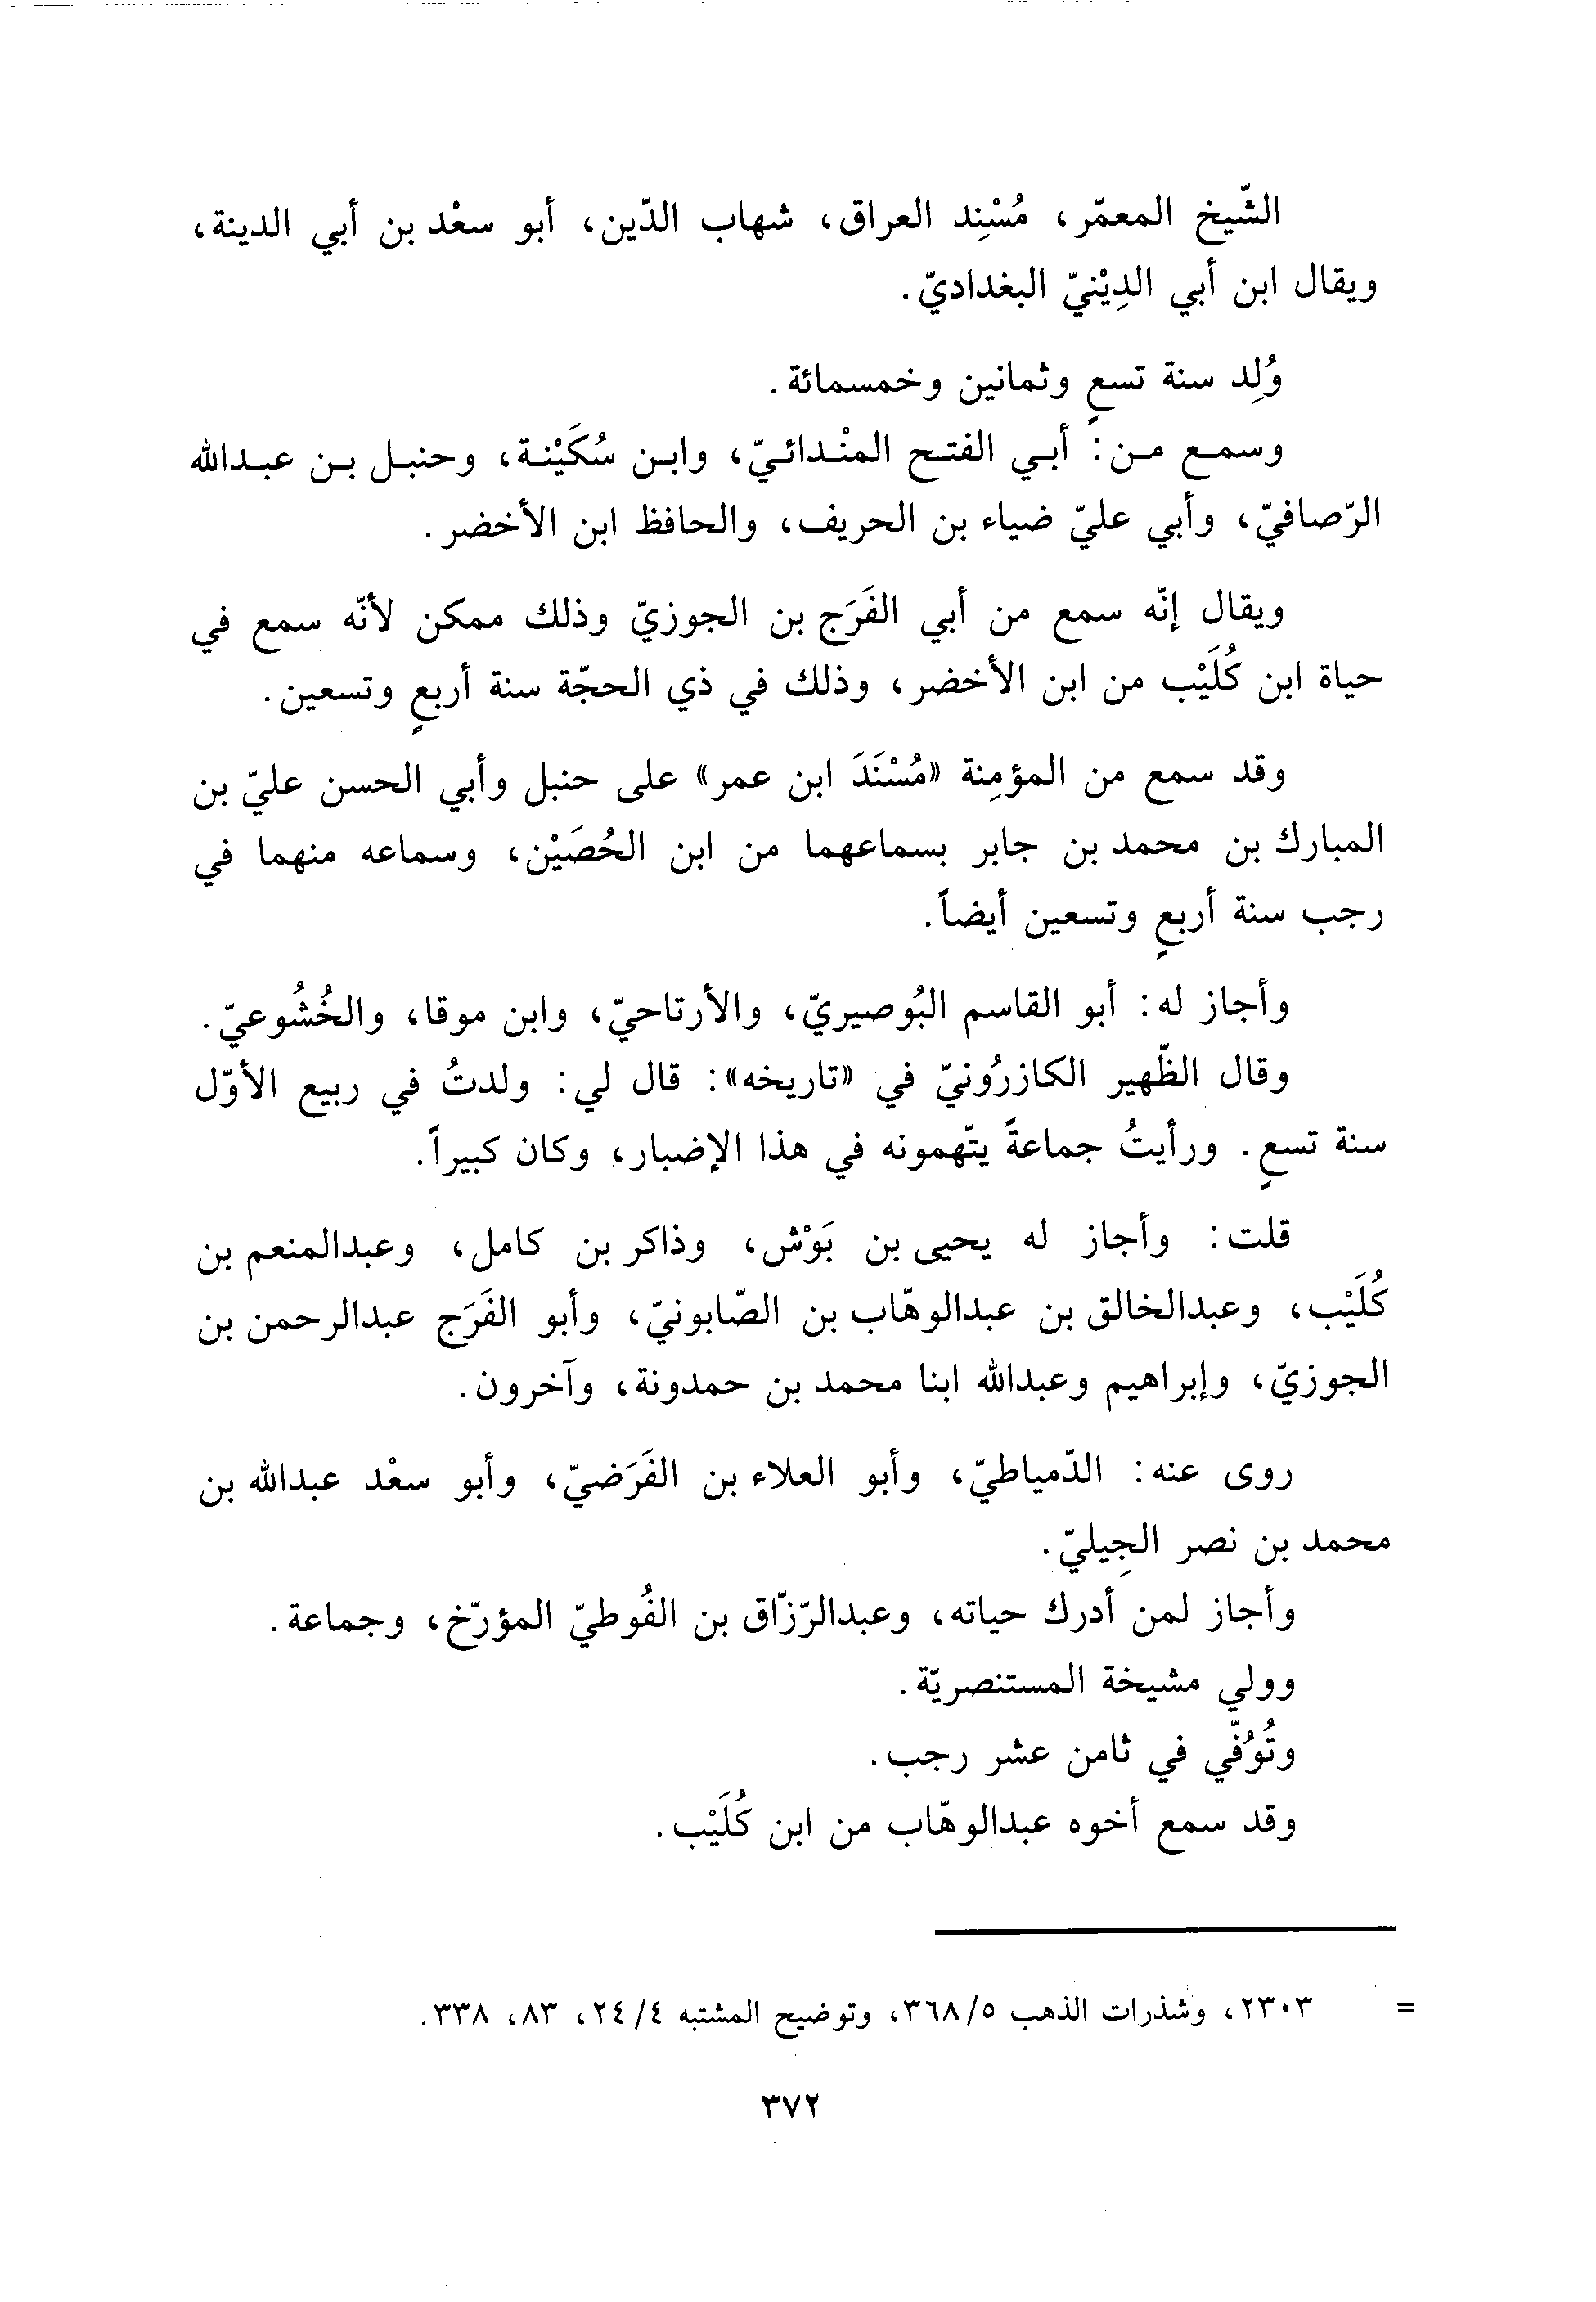 الشّيخ المعمّر، مُسْنِد العراق، شهاب الدّين، أبو سعْد بن أبي الدينة،
ويقال ابن أبي الدِيْنيّ البغداديّ.
وُلِد سنة تسعٍ وثمانين وخمسمائة.
وسمع من: أبي الفتح المنْدائيّ، وابن سُكَيْنة، وحنبل بن عبدالله
الرّصافيّ، وأبي عليّ ضياء بن الحريف، والحافظ ابن الأخضر.
ويقال إنّه سمع من أبي الفَرَج بن الجوزيّ وذلك ممكن لأنّه سمع في
حياة ابن كُلَيْب من ابن الأخضر، وذلك في ذي الحجّة سنة أربعٍ وتسعين.
وقد سمع من المؤمِنة «مُسْنَدَ ابن عمر» على حنبل وأبي الحسن عليّ بن
المبارك بن محمد بن جابر بسماعهما من ابن الحُصَيْن، وسماعه منهما في
رجب سنة أربعٍ وتسعين أيضاً.
وأجاز له: أبو القاسم البُوصيريّ، والأرتاحيّ، وابن موقا، والخُشُوعيّ.
وقال الظّهير الكازرُونيّ في «تاريخه»: قال لي: ولدتُ في ربيع الأوّل
سنة تسعٍ. ورأيتُ جماعةً يتّهمونه في هذا الإضبار، وكان كبيراً.
قلت: وأجاز له يحيى بن بَوْش، وذاكر بن كامل، وعبدالمنعم بن
كُلَيْب، وعبدالخالق بن عبدالوهّاب بن الصّابونيّ، وأبو الفَرَج عبدالرحمن بن
الجوزيّ، وإبراهيم وعبدالله ابنا محمد بن حمدونة، وآخرون.
روى عنه: الدّمياطيّ، وأبو العلاء بن الفَرَضيّ، وأبو سعْد عبدالله بن
محمد بن نصر الجِيليّ.
وأجاز لمن أدرك حياته، وعبدالرّزّاق بن الفُوطيّ المؤرّخ، وجماعة.
وولي مشيخة المستنصريّة.
وتُوُفّي في ثامن عشر رجب.
وقد سمع أخوه عبدالوهّاب من ابن كُلَيْب.
= ٢٣٠٣، وشذرات الذهب ٣٦٨/٥، وتوضيح المشتبه ٢٤/٤، ٨٣، ٣٣٨.
٣٧٢